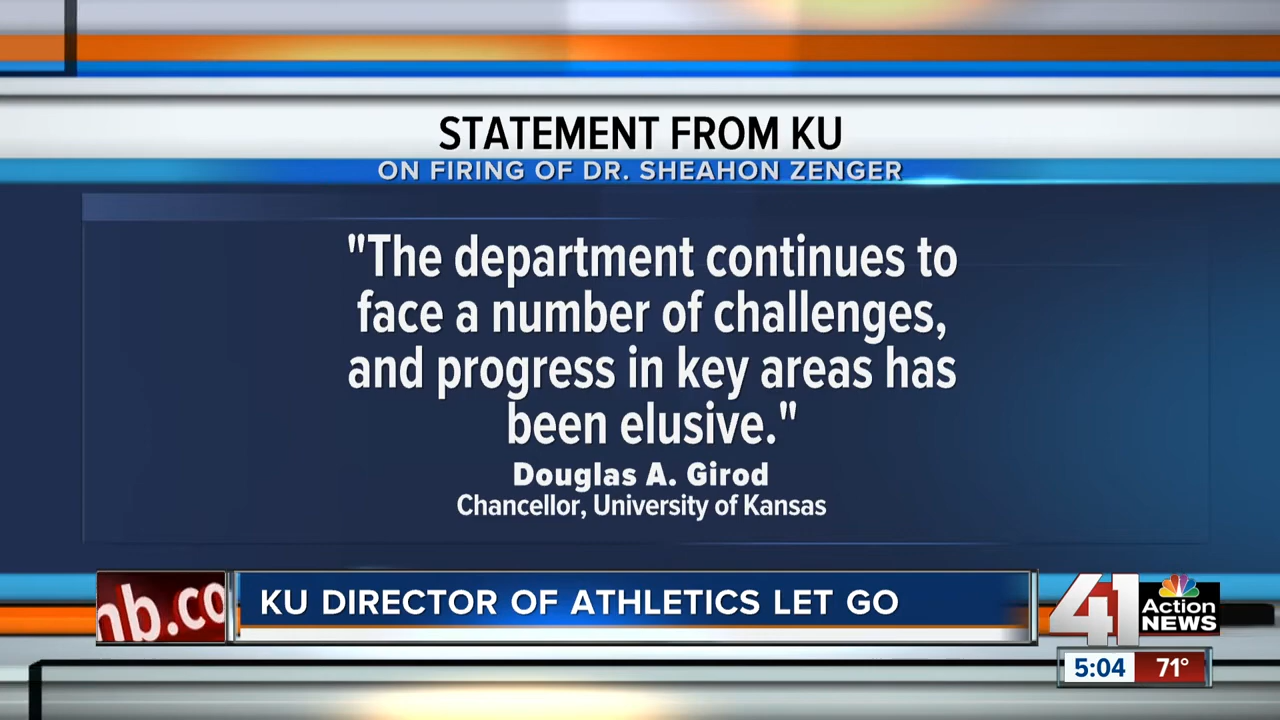 STATEMENT FROM KU
ON FIRING OF DR. SHEAHON ZENGER
"The department continues to
face a number of challenges,
and progress in key areas has
been elusive."
Douglas A. Girod
Chancellor, University of Kansas
nb.co
KU DIRECTOR OF ATHLETICS LET GO
41 Action
NEWS
5:04 71°